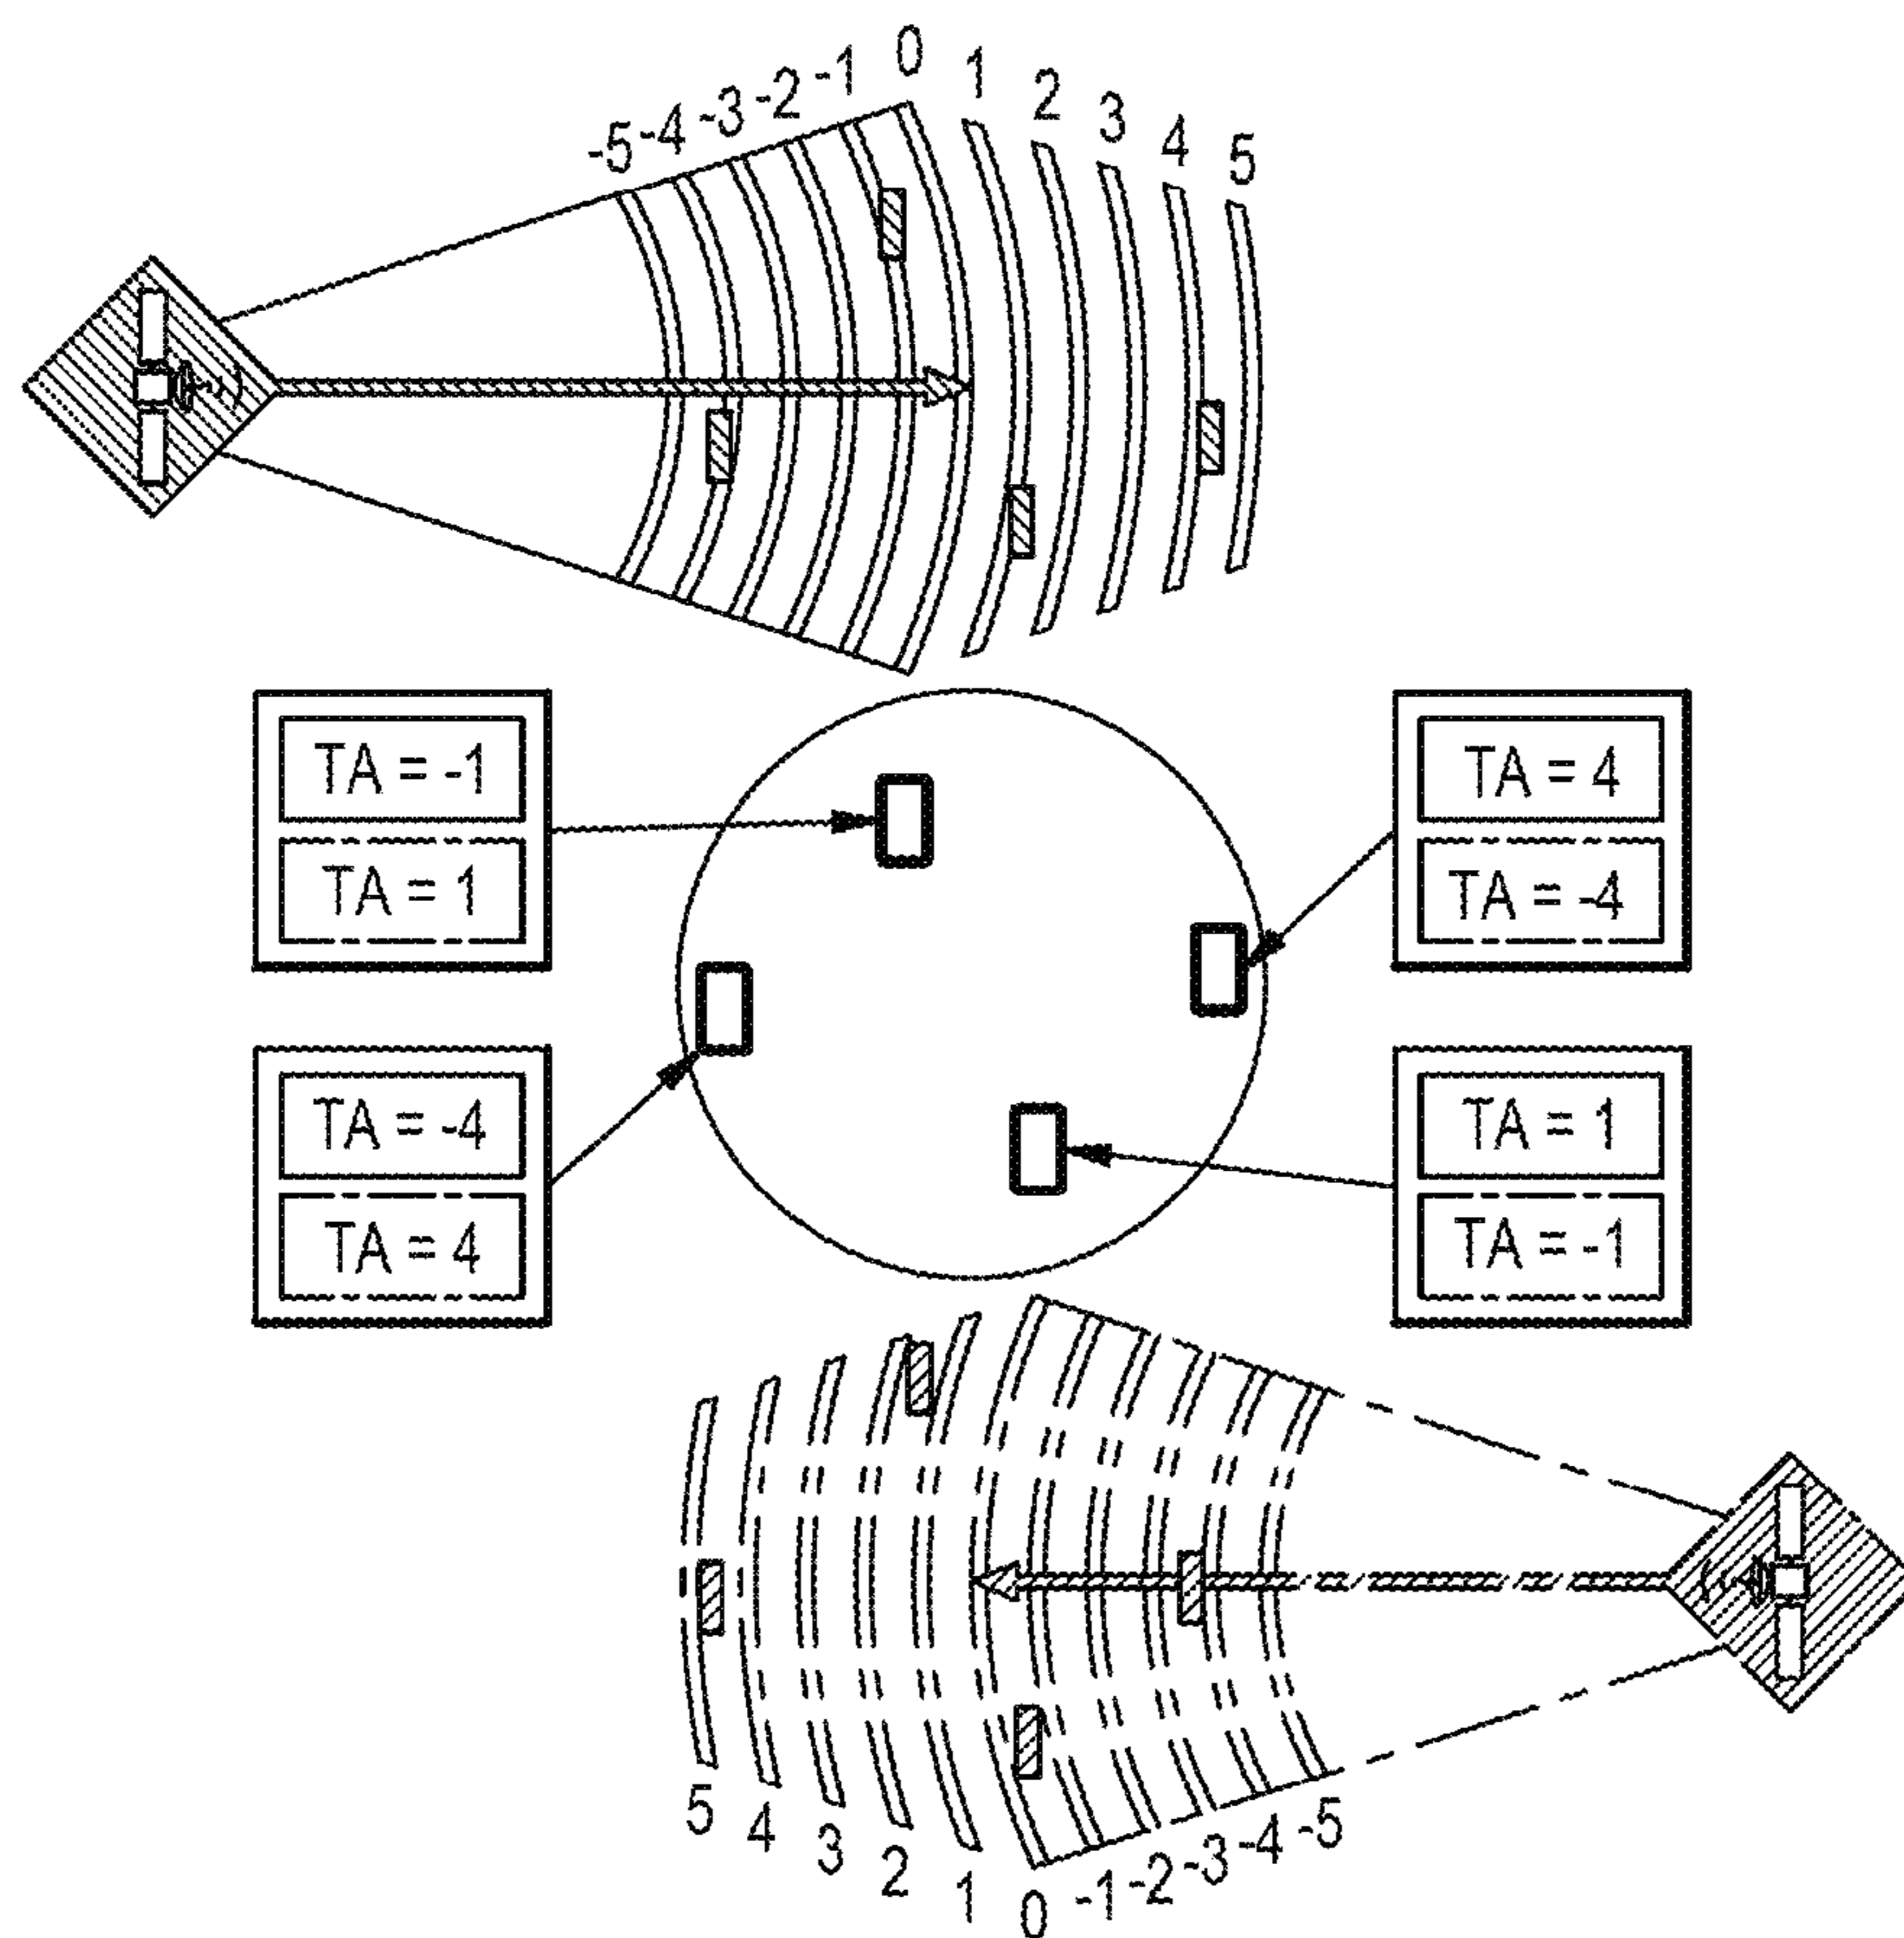 -5 -4 -3 -2 -1 0 1 2 3 4 5
TA = -1
TA = 1
TA = 4
TA = -4
TA = -4
TA = 4
TA = 1
TA = -1
5 4 3 2 1 0 -1 -2 -3 -4 -5